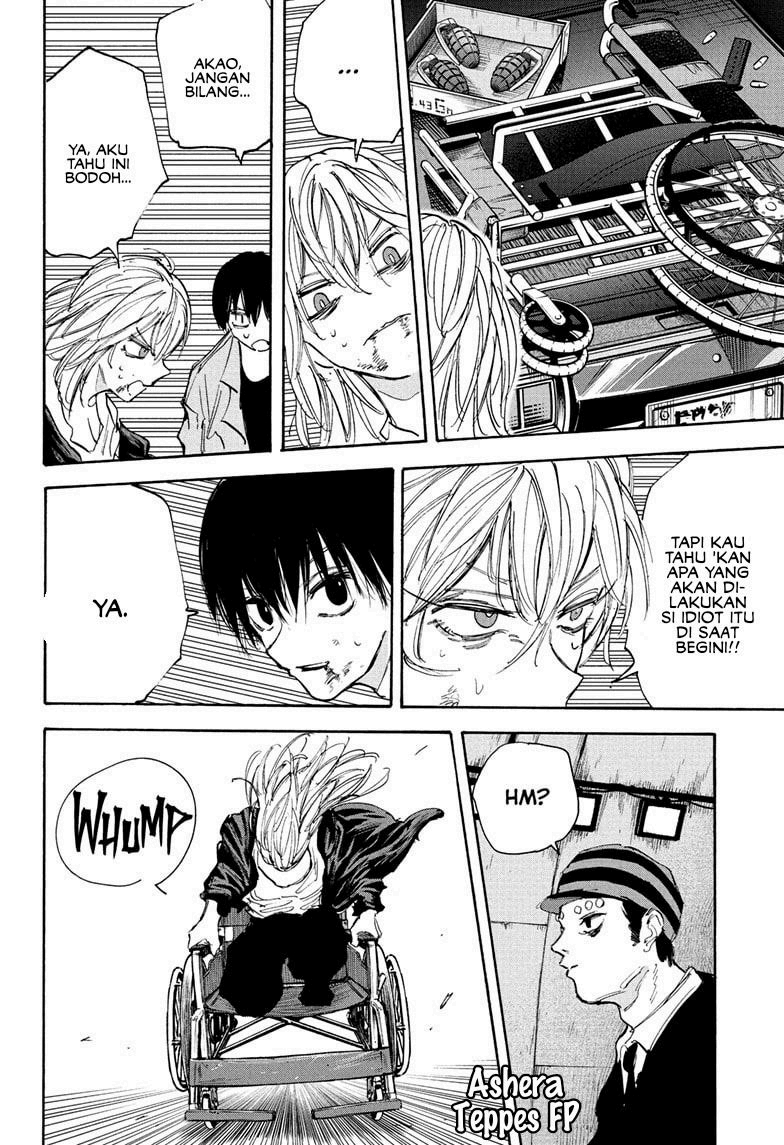 ...
AKAO,
JANGAN
BILANG...
YA, AKU
TAHU INI
BODOH...
TAPI KAU
TAHU 'KAN
APA YANG
AKAN DI-
LAKUKAN
SI IDIOT ITU
DI SAAT
BEGINI!!
YA.
HM?
WHUMP
Ashera
Teppes FP